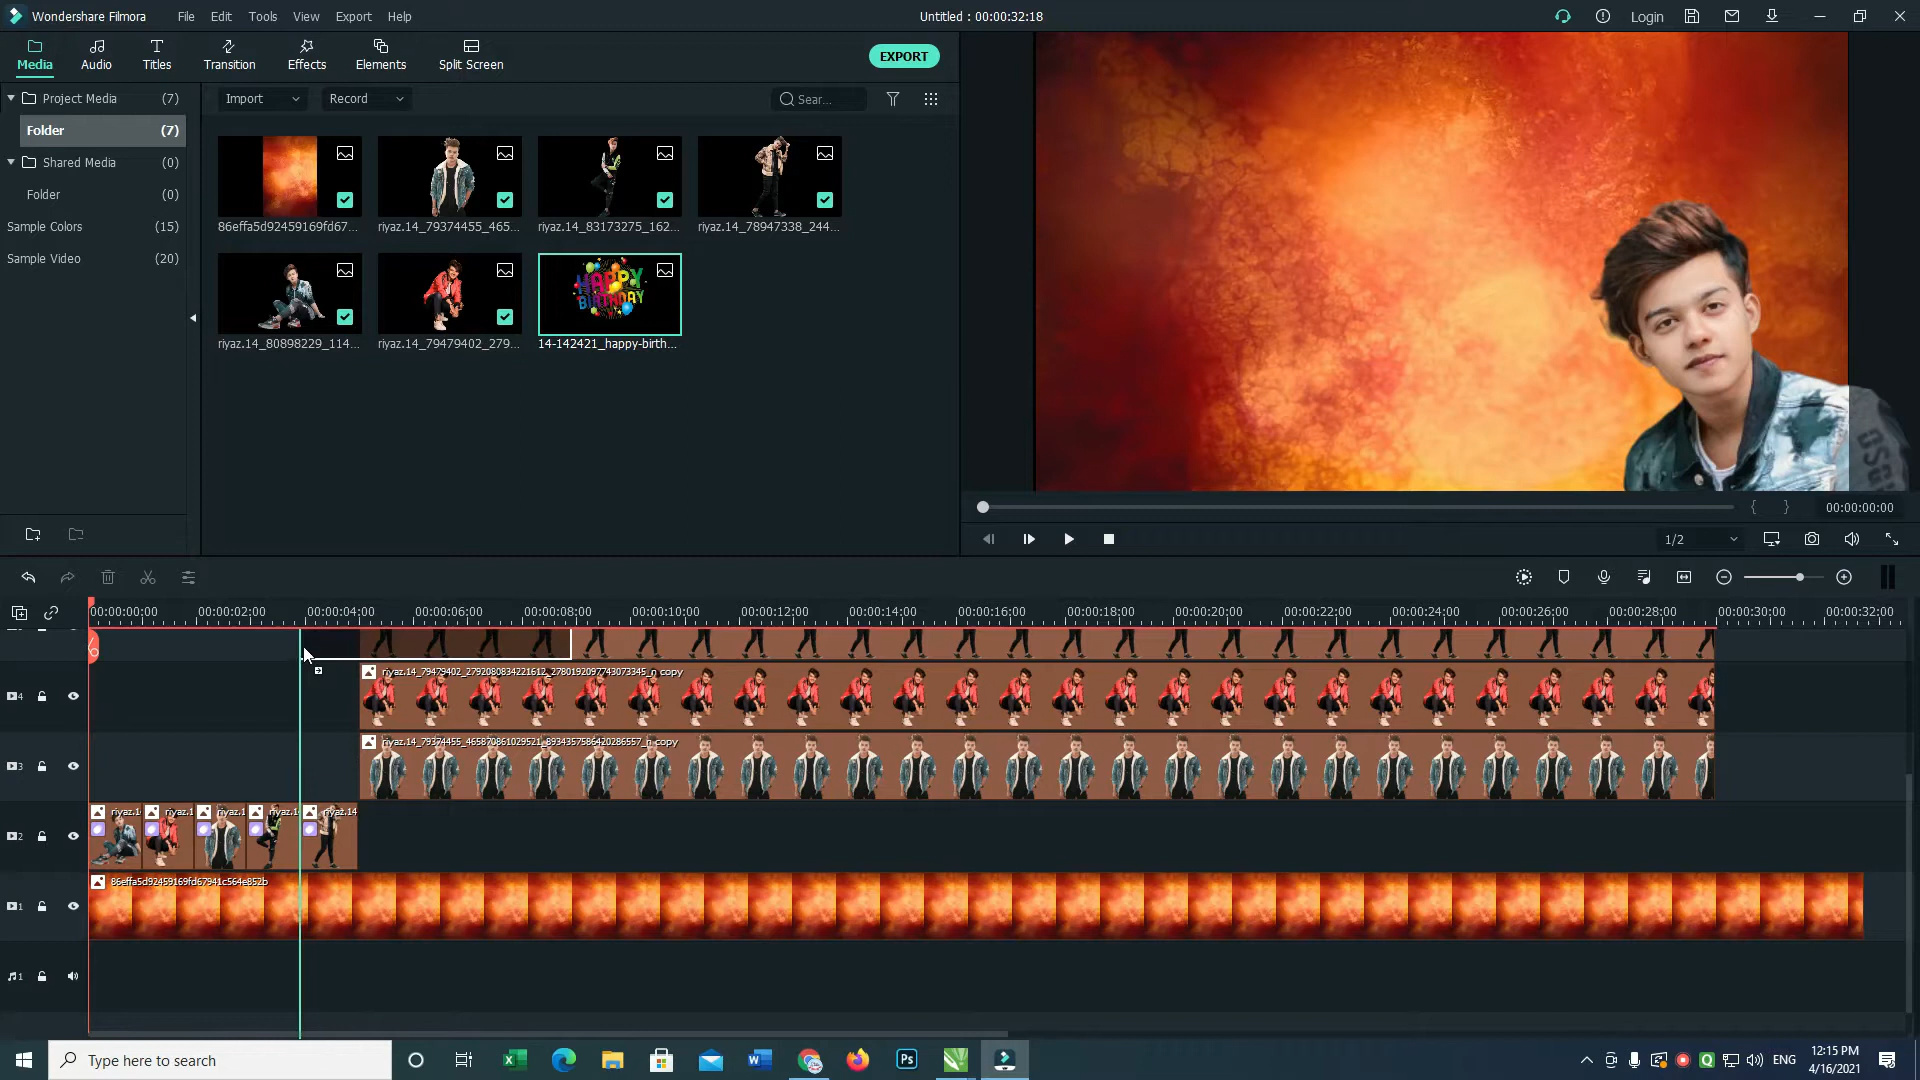 Wondershare Filmora
File Edit Tools View Export Help
Untitled : 00:00:32:18
Login
Media Audio Titles Transition Effects Elements Split Screen
EXPORT
Project Media (7)
Folder (7)
Shared Media (0)
Folder (0)
Sample Colors (15)
Sample Video (20)
Import Record Sear...
86effa5d92459169fd67... riyaz.14_79374455_465... riyaz.14_83173275_162... riyaz.14_78947338_244...
HAPPY
BIRTHDAY
riyaz.14_80898229_114... riyaz.14_79479402_279... 14-142421_happy-birth...
00:00:00:00
1/2
00:00:00:00 00:00:02:00 00:00:04:00 00:00:06:00 00:00:08:00 00:00:10:00 00:00:12:00 00:00:14:00 00:00:16:00 00:00:18:00 00:00:20:00 00:00:22:00 00:00:24:00 00:00:26:00 00:00:28:00 00:00:30:00 00:00:32:00
riyaz.14_79479402_2792080834221612_2780192097743073345_n copy
4
riyaz.14_79374455_465870861029521_8934357586420286557_n copy
3
riyaz.1 riyaz.1 riyaz.1 riyaz.1 riyaz.14
2
86effa5d92459169fd67941c564e852b
1
1
Type here to search
Ps
ENG
12:15 PM
4/16/2021